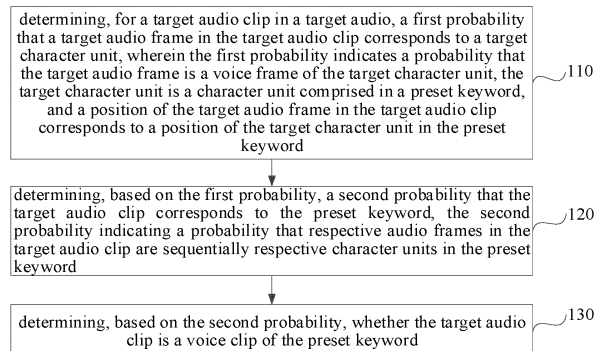 determining, for a target audio clip in a target audio, a first probability
that a target audio frame in the target audio clip corresponds to a target
character unit, wherein the first probability indicates a probability that
the target audio frame is a voice frame of the target character unit, the
target character unit is a character unit comprised in a preset keyword,
and a position of the target audio frame in the target audio clip
corresponds to a position of the target character unit in the preset
keyword
110
determining, based on the first probability, a second probability that the
target audio clip corresponds to the preset keyword, the second
probability indicating a probability that respective audio frames in the
target audio clip are sequentially respective character units in the preset
keyword
120
determining, based on the second probability, whether the target audio
clip is a voice clip of the preset keyword
130